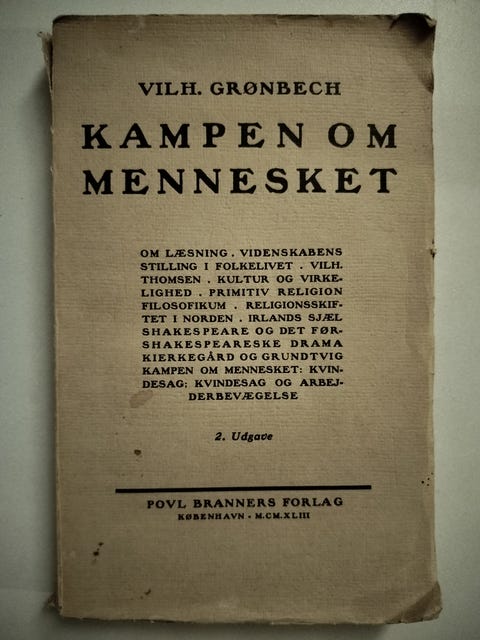 VILH. GRØNBECH
KAMPEN OM
MENNESKET
OM LÆSNING . VIDENSKABENS
STILLING I FOLKELIVET . VILH.
THOMSEN . KULTUR OG VIRKE-
LIGHED . PRIMITIV RELIGION
FILOSOFIKUM . RELIGIONSSKIF-
TET I NORDEN . IRLANDS SJÆL
SHAKESPEARE OG DET FØR-
SHAKESPEARESKE DRAMA
KIERKEGÅRD OG GRUNDTVIG
KAMPEN OM MENNESKET: KVIN-
DESAG; KVINDESAG OG ARBEJ-
DERBEVÆGELSE
2. Udgave
POVL BRANNERS FORLAG
KØBENHAVN · M.CM.XLIII